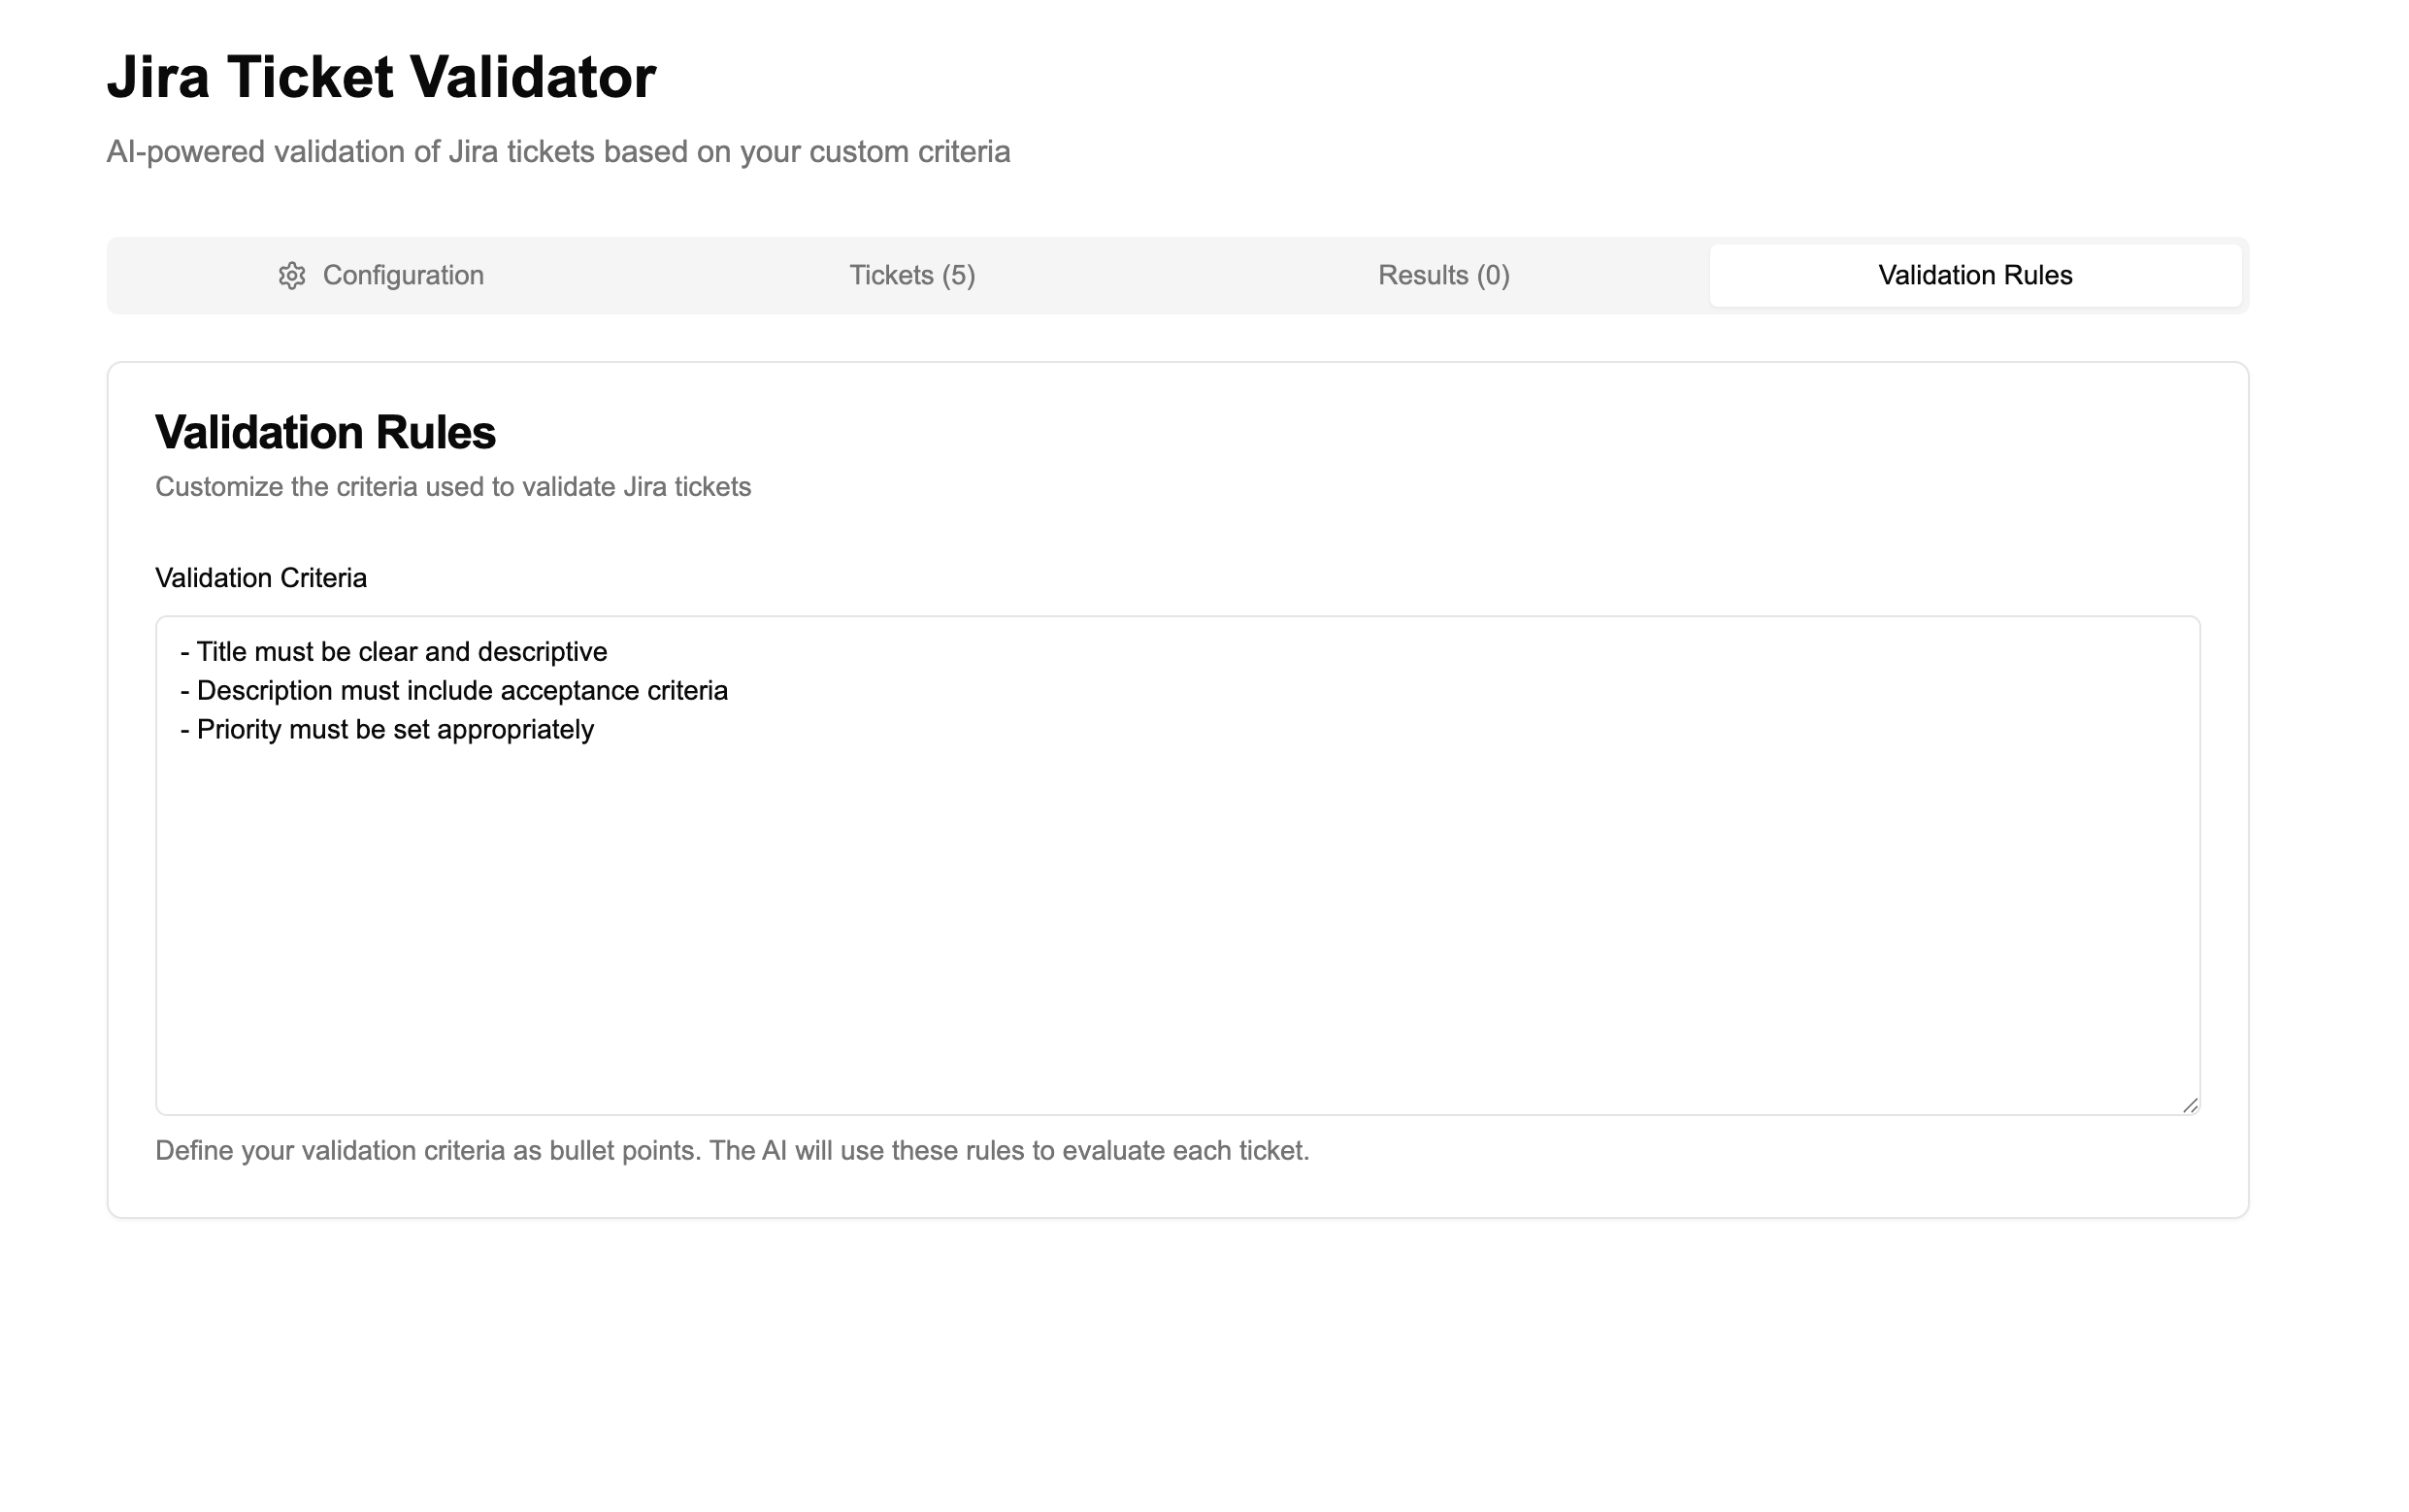 Jira Ticket Validator
AI-powered validation of Jira tickets based on your custom criteria
Configuration
Tickets (5)
Results (0)
Validation Rules
Validation Rules
Customize the criteria used to validate Jira tickets
Validation Criteria
- Title must be clear and descriptive
- Description must include acceptance criteria
- Priority must be set appropriately
Define your validation criteria as bullet points. The AI will use these rules to evaluate each ticket.